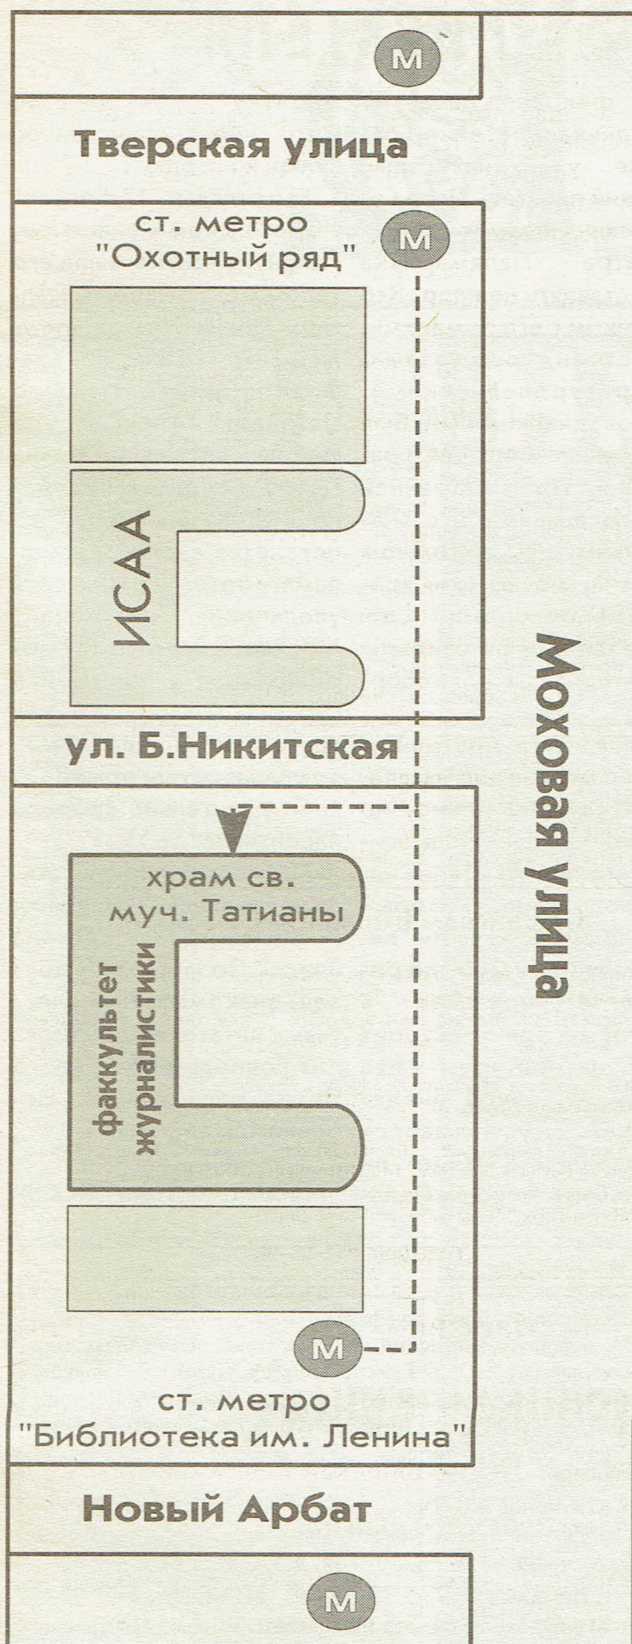 М
Тверская улица
ст. метро
"Охотный ряд"
М
ИСАА
Моховая улица
ул. Б.Никитская
храм св.
муч. Татианы
факкультет
журналистики
М
ст. метро
"Библиотека им. Ленина"
Новый Арбат
М